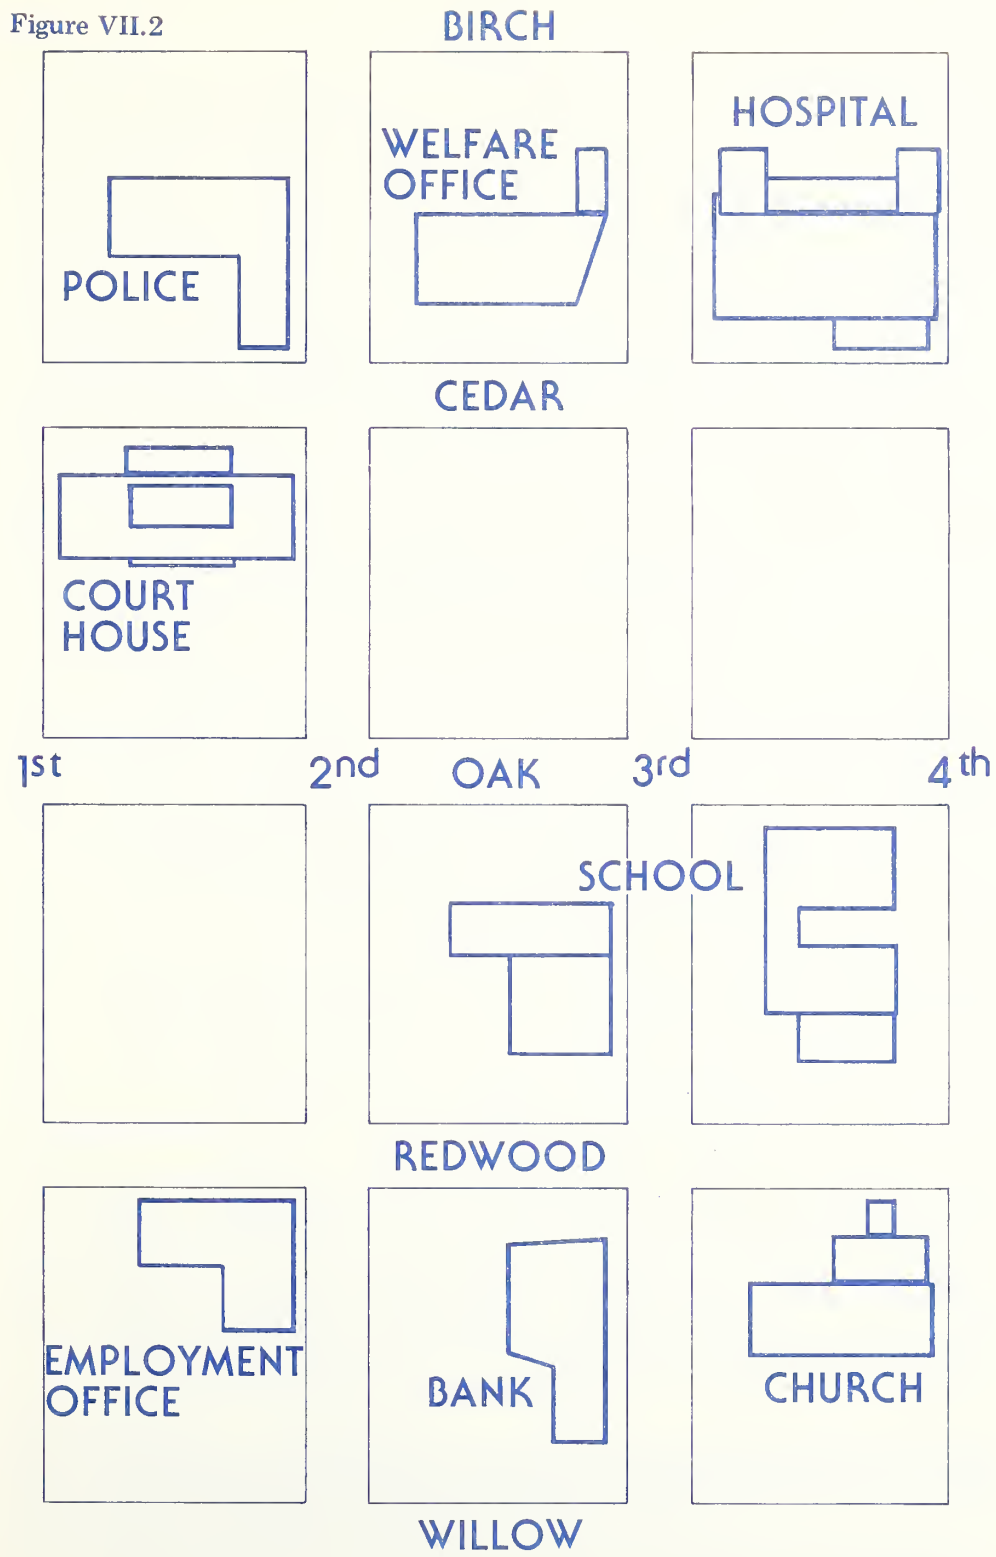 Figure VII.2
BIRCH
HOSPITAL
WELFARE
OFFICE
POLICE
CEDAR
COURT
HOUSE
1st 2nd OAK 3rd 4th
SCHOOL
REDWOOD
EMPLOYMENT
OFFICE
BANK
CHURCH
WILLOW